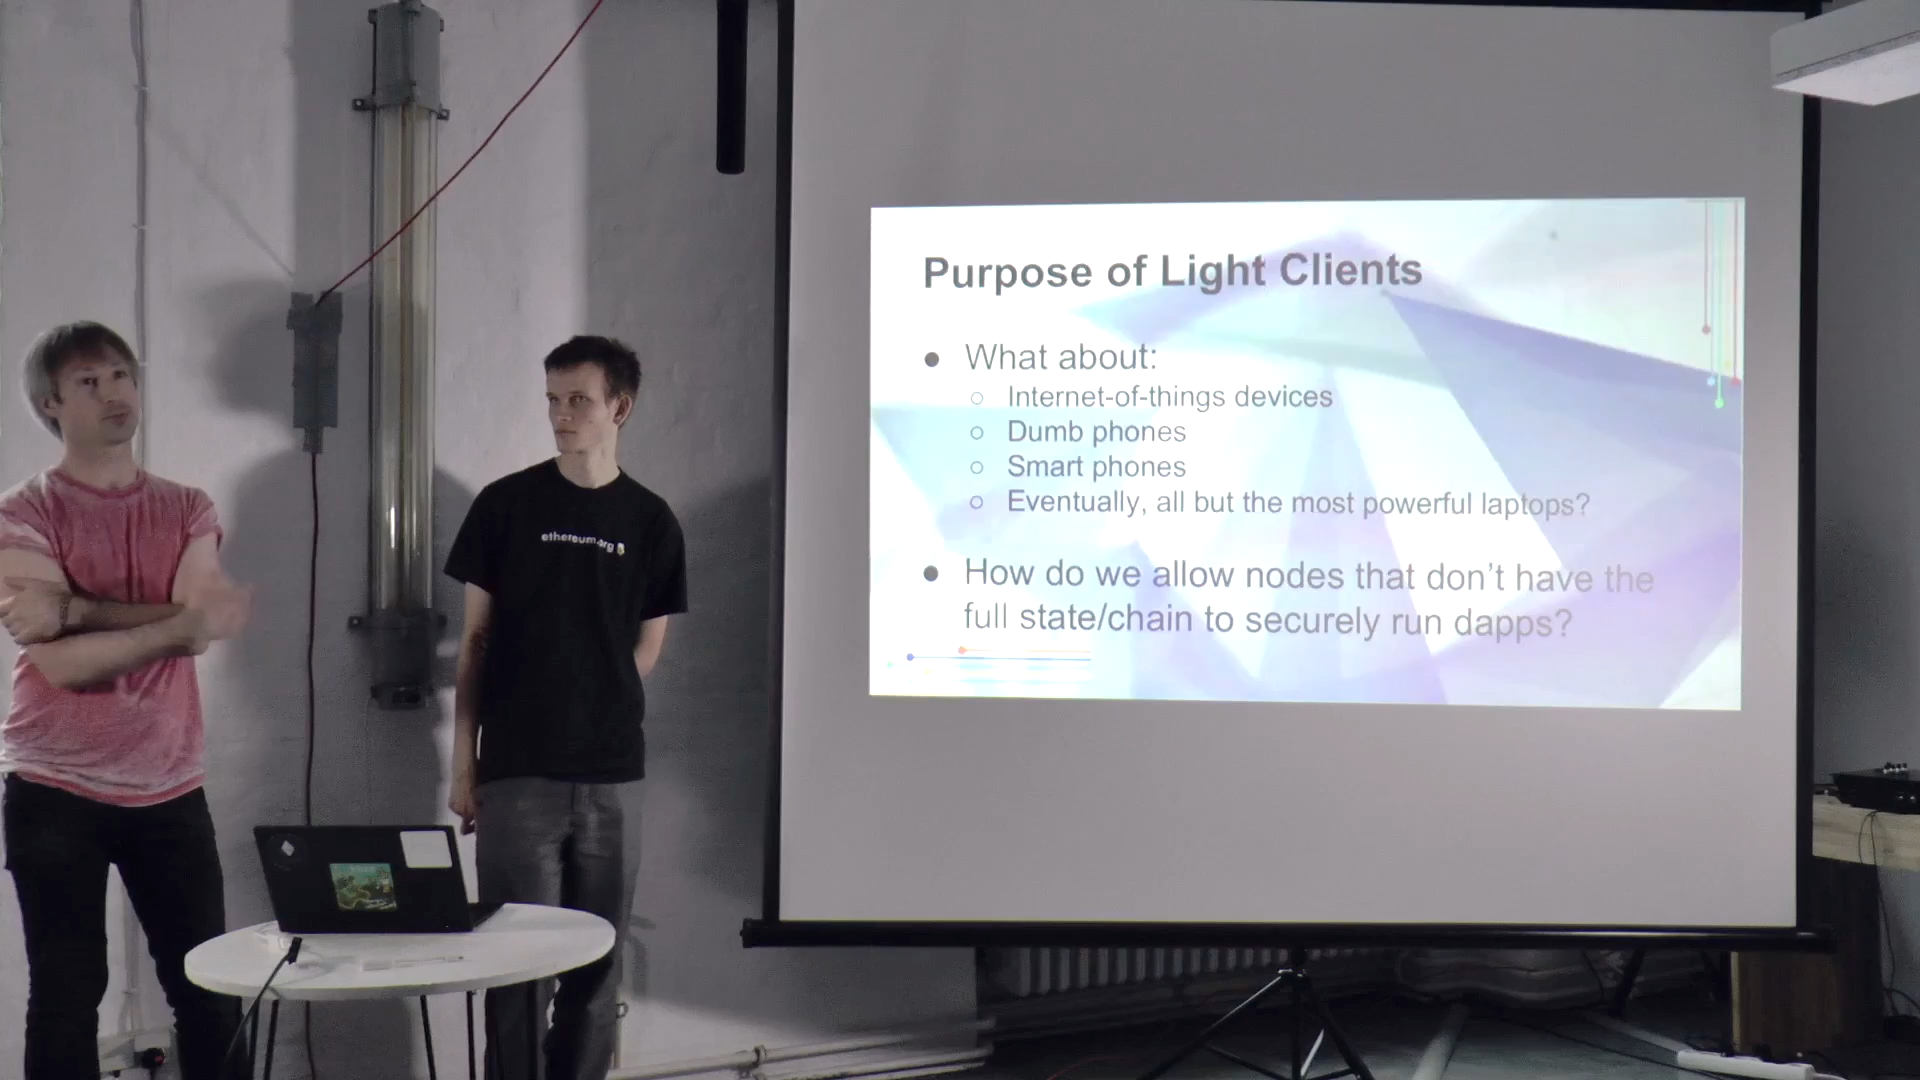 Purpose of Light Clients
● What about:
○ Internet-of-things devices
○ Dumb phones
○ Smart phones
○ Eventually, all but the most powerful laptops?
● How do we allow nodes that don't have the
full state/chain to securely run dapps?
ethereum.org